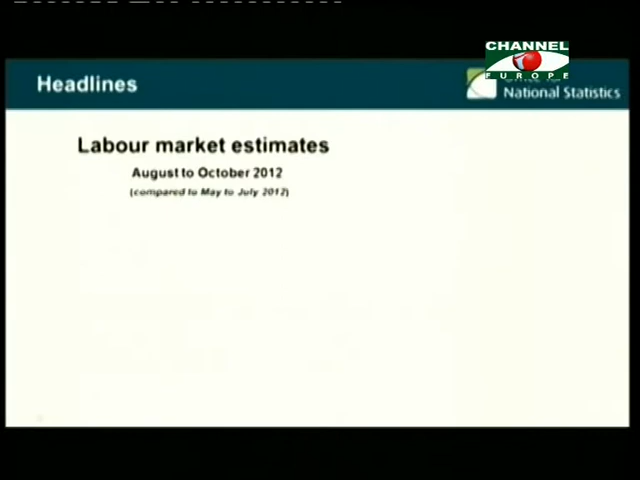 CHANNEL
i
EUROPE
Headlines
National Statistics
Labour market estimates
August to October 2012
(compared to May to July 2012)